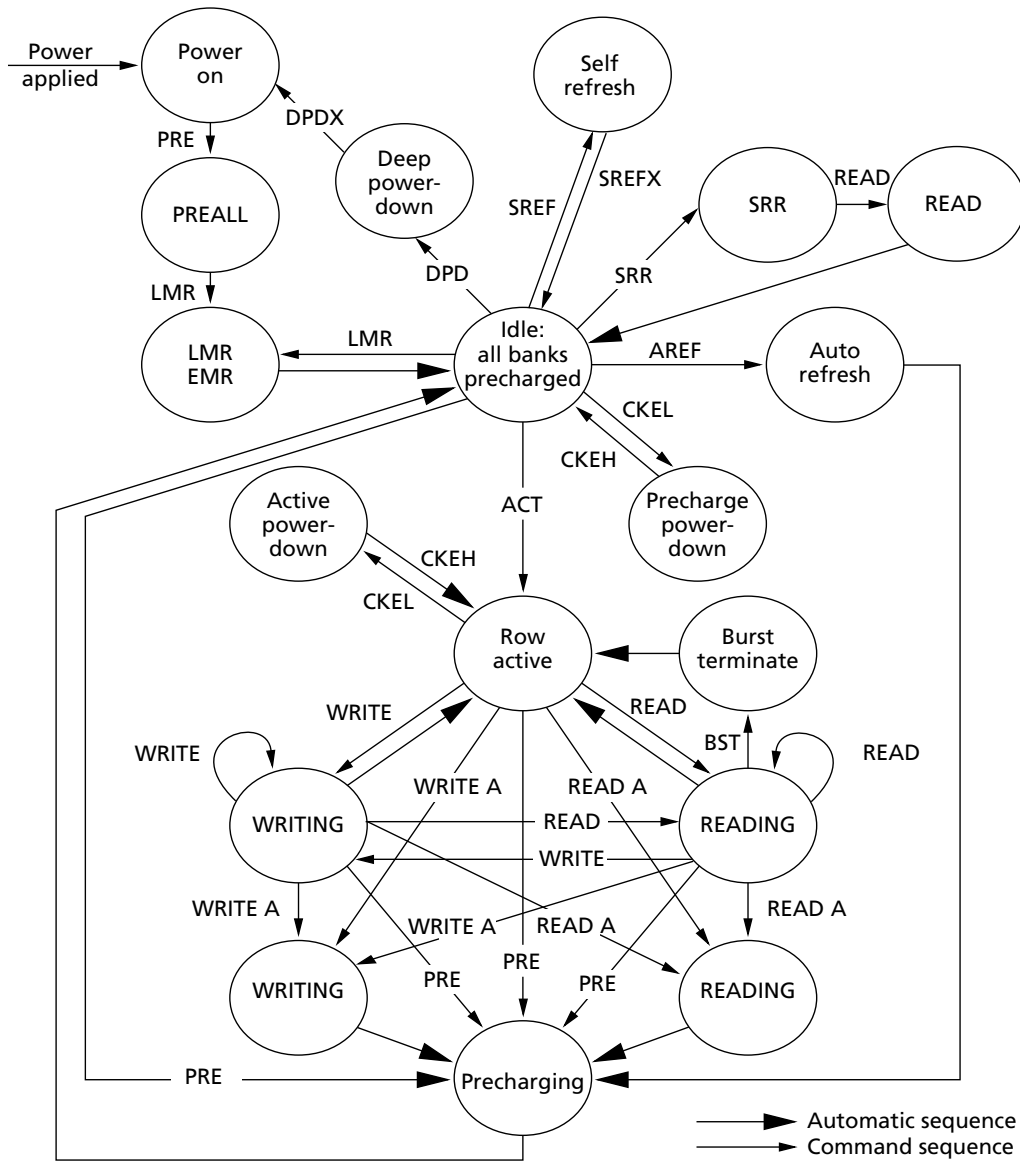 Power
applied
Power
on
Self
refresh
DPDX
PRE
Deep
power-
down
SREFX
READ
SRR
READ
PREALL
SREF
DPD
SRR
LMR
Idle:
all banks
precharged
LMR
LMR
EMR
AREF
Auto
refresh
CKEL
CKEH
Active
power-
down
ACT
Precharge
power-
down
CKEH
CKEL
Row
active
Burst
terminate
WRITE
READ
WRITE
BST
READ
WRITE A
READ A
WRITING
READ
READING
WRITE
WRITE A
WRITE A
READ A
READ A
PRE
PRE
PRE
WRITING
READING
PRE
Precharging
Automatic sequence
Command sequence